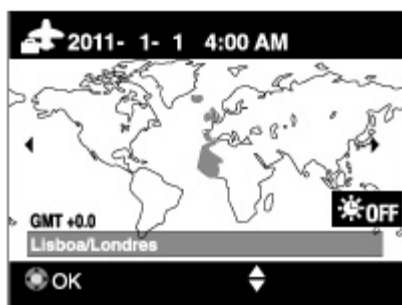 2011- 1- 1 4:00 AM
GMT +0.0
OFF
Lisboa/Londres
OK